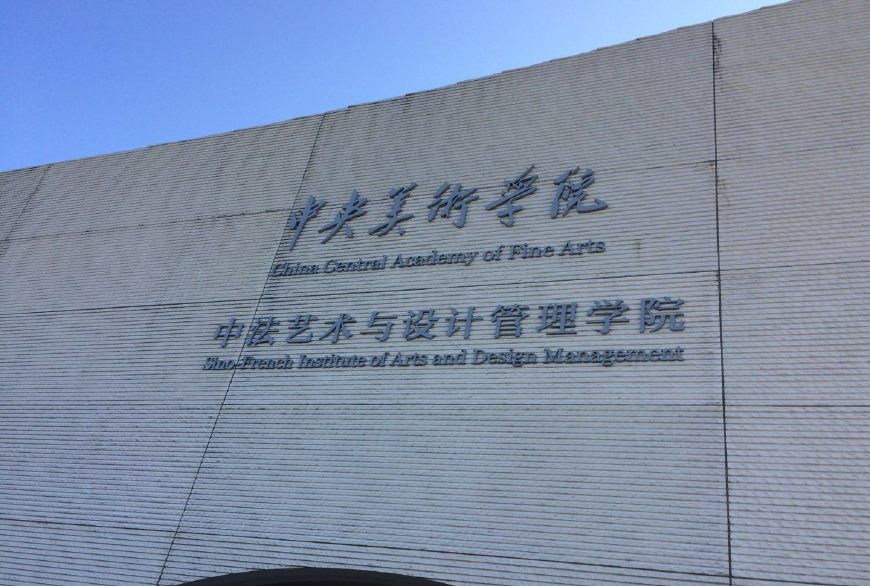 中央美術学院
China Central Academy of Fine Arts
中法艺术与设计管理学院
Sino-French Institute of Arts and Design Management